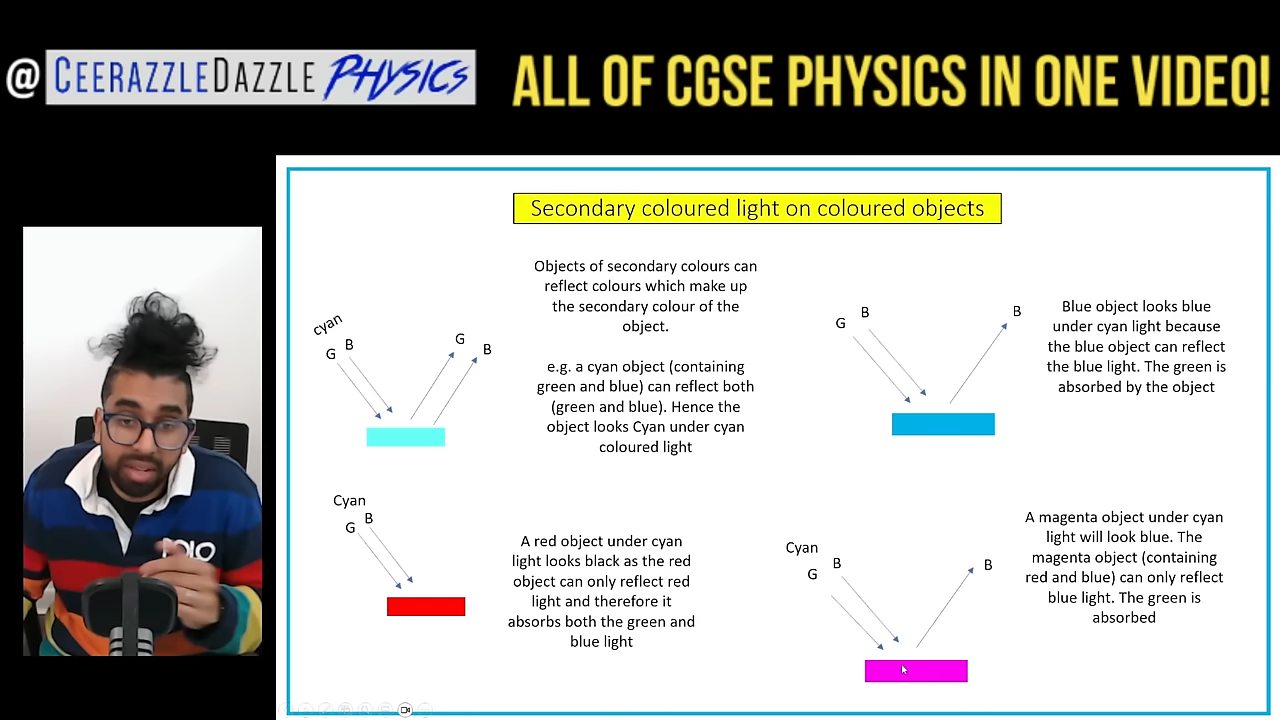 @ CEERAZZLEDAZZLE PHYSICS
ALL OF CGSE PHYSICS IN ONE VIDEO!
Secondary coloured light on coloured objects
cyan
G B
G B
Objects of secondary colours can
reflect colours which make up
the secondary colour of the
object.
e.g. a cyan object (containing
green and blue) can reflect both
(green and blue). Hence the
object looks Cyan under cyan
coloured light
G B
B
Blue object looks blue
under cyan light because
the blue object can reflect
the blue light. The green is
absorbed by the object
Cyan
G B
A red object under cyan
light looks black as the red
object can only reflect red
light and therefore it
absorbs both the green and
blue light
Cyan
G B
B
A magenta object under cyan
light will look blue. The
magenta object (containing
red and blue) can only reflect
blue light. The green is
absorbed
POLO